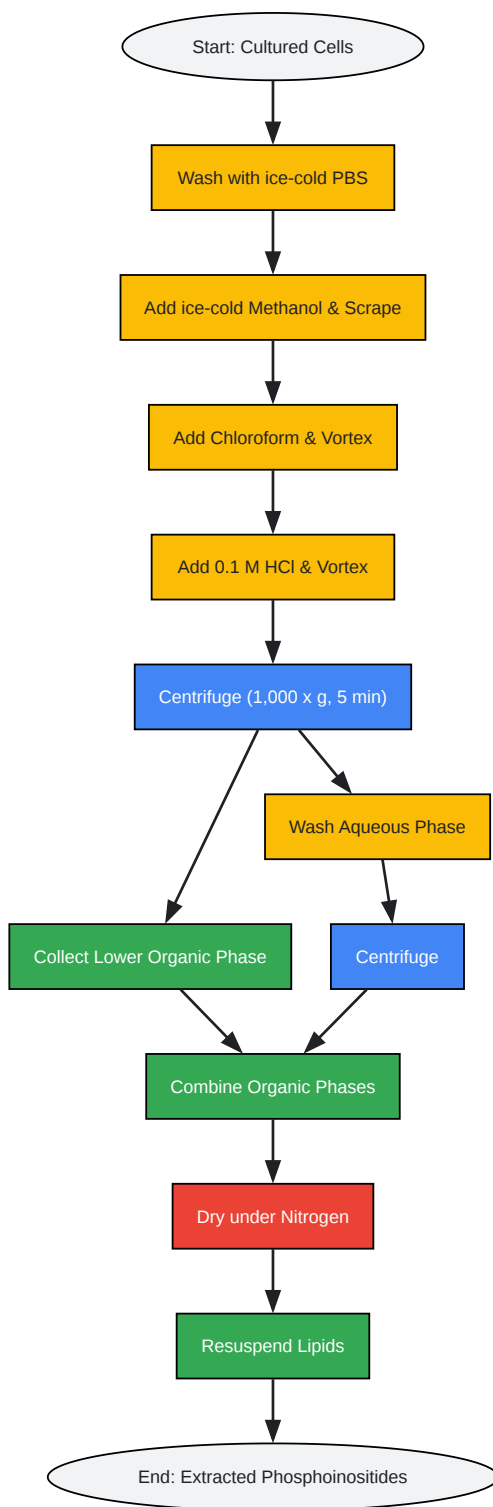 Start: Cultured Cells
Wash with ice-cold PBS
Add ice-cold Methanol & Scrape
Add Chloroform & Vortex
Add 0.1 M HCl & Vortex
Centrifuge (1,000 x g, 5 min)
Wash Aqueous Phase
Collect Lower Organic Phase
Centrifuge
Combine Organic Phases
Dry under Nitrogen
Resuspend Lipids
End: Extracted Phosphoinositides